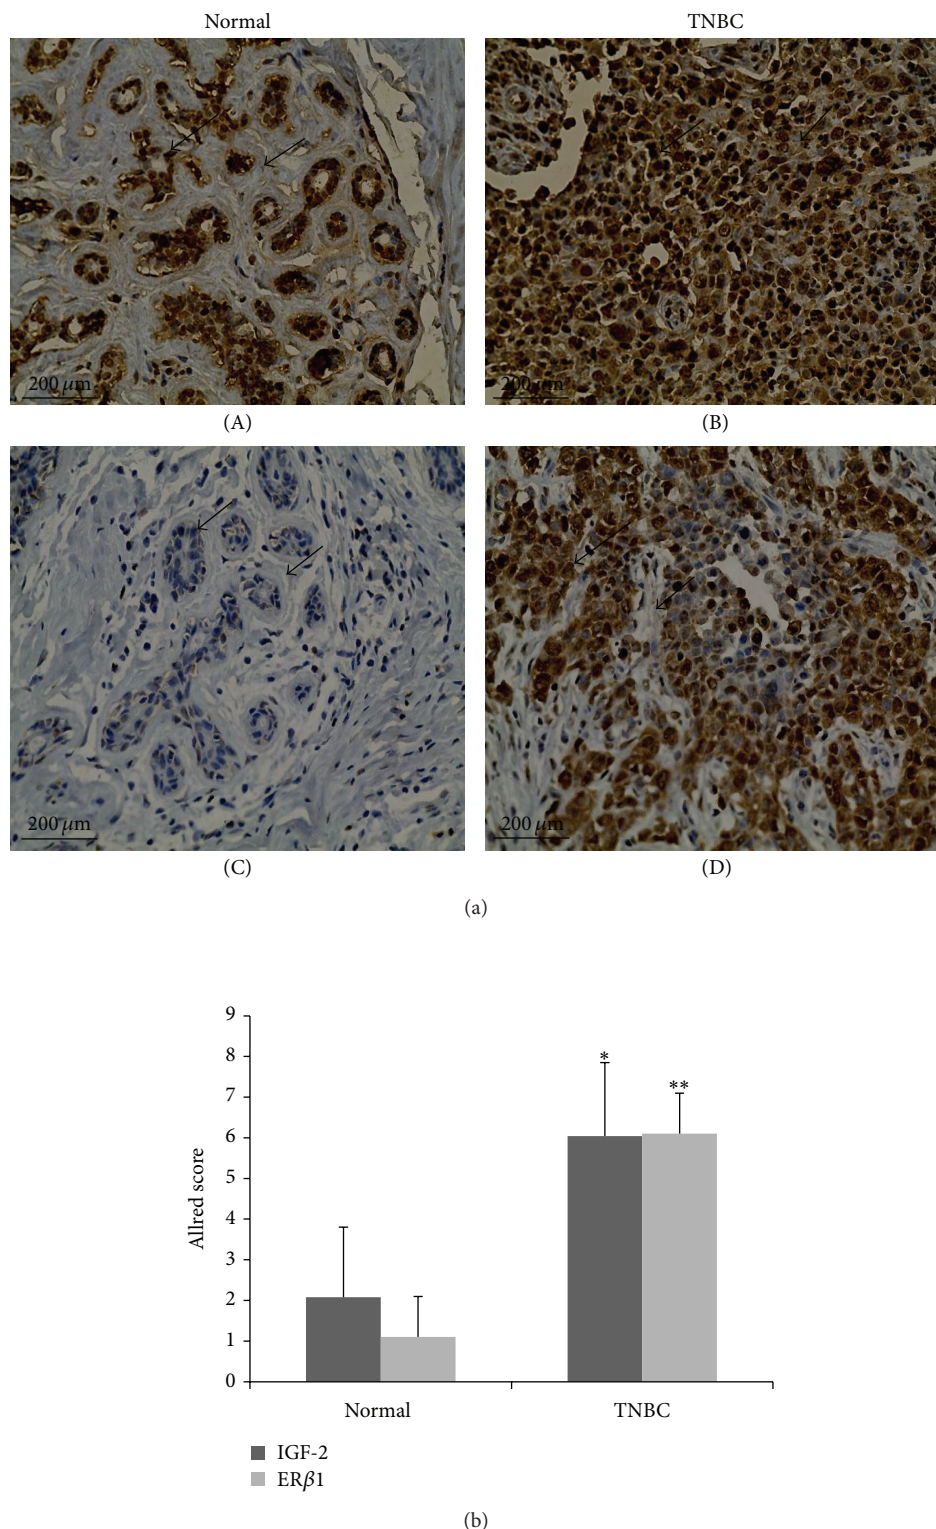 Normal
TNBC
200 μm
200 μm
(A)
(B)
200 μm
200 μm
(C)
(D)
(a)
9
8
7
6
5
4
3
2
1
0
Allred score
*
**
Normal
TNBC
IGF-2
ERβ1
(b)